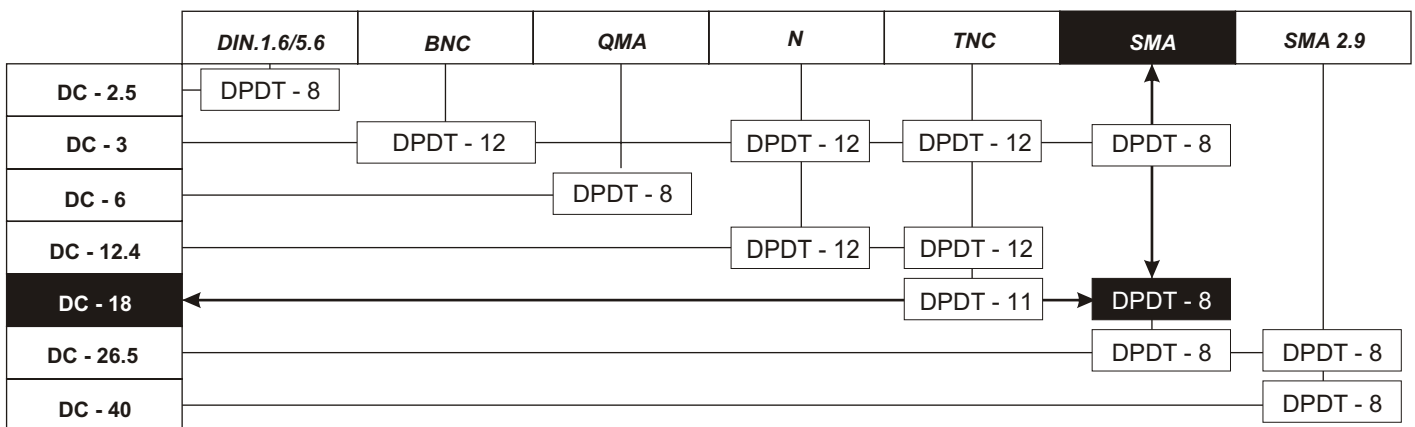 DIN.1.6/5.6 BNC QMA N TNC SMA SMA 2.9
DC - 2.5 DPDT - 8
DC - 3 DPDT - 12 DPDT - 12 DPDT - 12 DPDT - 8
DC - 6 DPDT - 8
DC - 12.4 DPDT - 12 DPDT - 12
DC - 18 DPDT - 11 DPDT - 8
DC - 26.5 DPDT - 8 DPDT - 8
DC - 40 DPDT - 8